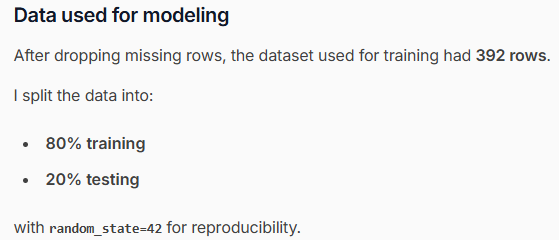 Data used for modeling
After dropping missing rows, the dataset used for training had 392 rows.
I split the data into:
• 80% training
• 20% testing
with random_state=42 for reproducibility.